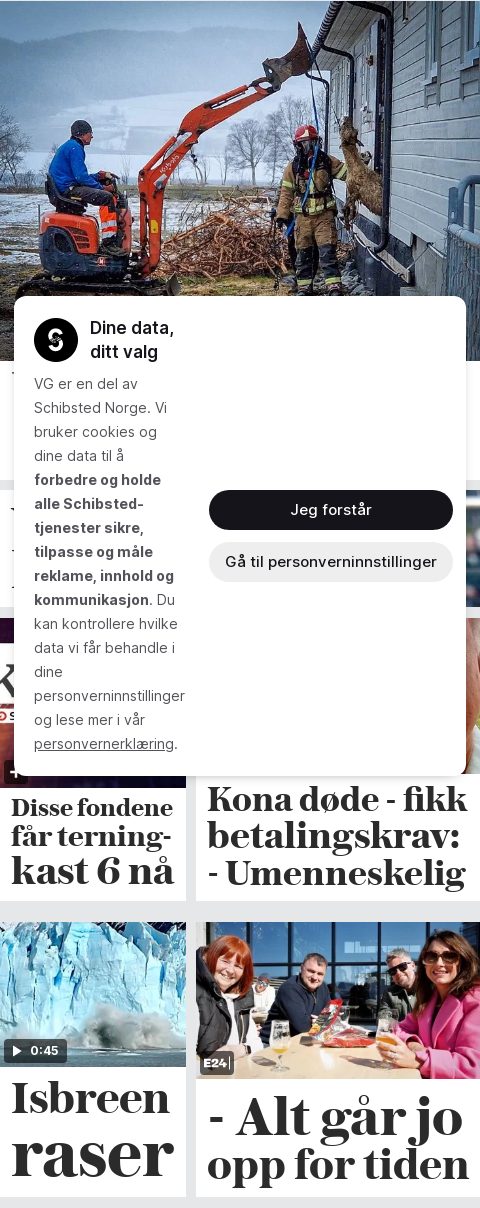 Dine data,
ditt valg
VG er en del av
Schibsted Norge. Vi
bruker cookies og
dine data til å
forbedre og holde
alle Schibsted-
tjenester sikre,
tilpasse og måle
reklame, innhold og
kommunikasjon. Du
kan kontrollere hvilke
data vi får behandle i
dine
personverninnstillinger
og lese mer i vår
personvernerklæring.
Jeg forstår
Gå til personverninnstillinger
Disse fondene
får terning-
kast 6 nå
Kona døde - fikk
betalingskrav:
- Umenneskelig
0:45
Isbreen
raser
E24
- Alt går jo
opp for tiden